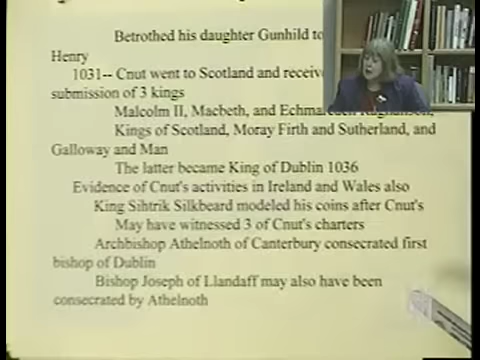 Betrothed his daughter Gunhild to
Henry
1031-- Cnut went to Scotland and receive
submission of 3 kings
Malcolm II, Macbeth, and Echmarcach
Kings of Scotland, Moray Firth and Sutherland, and
Galloway and Man
The latter became King of Dublin 1036
Evidence of Cnut's activities in Ireland and Wales also
King Sihtrik Silkbeard modeled his coins after Cnut's
May have witnessed 3 of Cnut's charters
Archbishop Athelnoth of Canterbury consecrated first
bishop of Dublin
Bishop Joseph of Llandaff may also have been
consecrated by Athelnoth